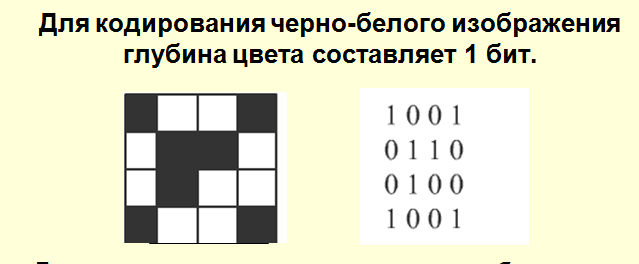 Для кодирования черно-белого изображения
глубина цвета составляет 1 бит.
1 0 0 1
0 1 1 0
0 1 0 0
1 0 0 1